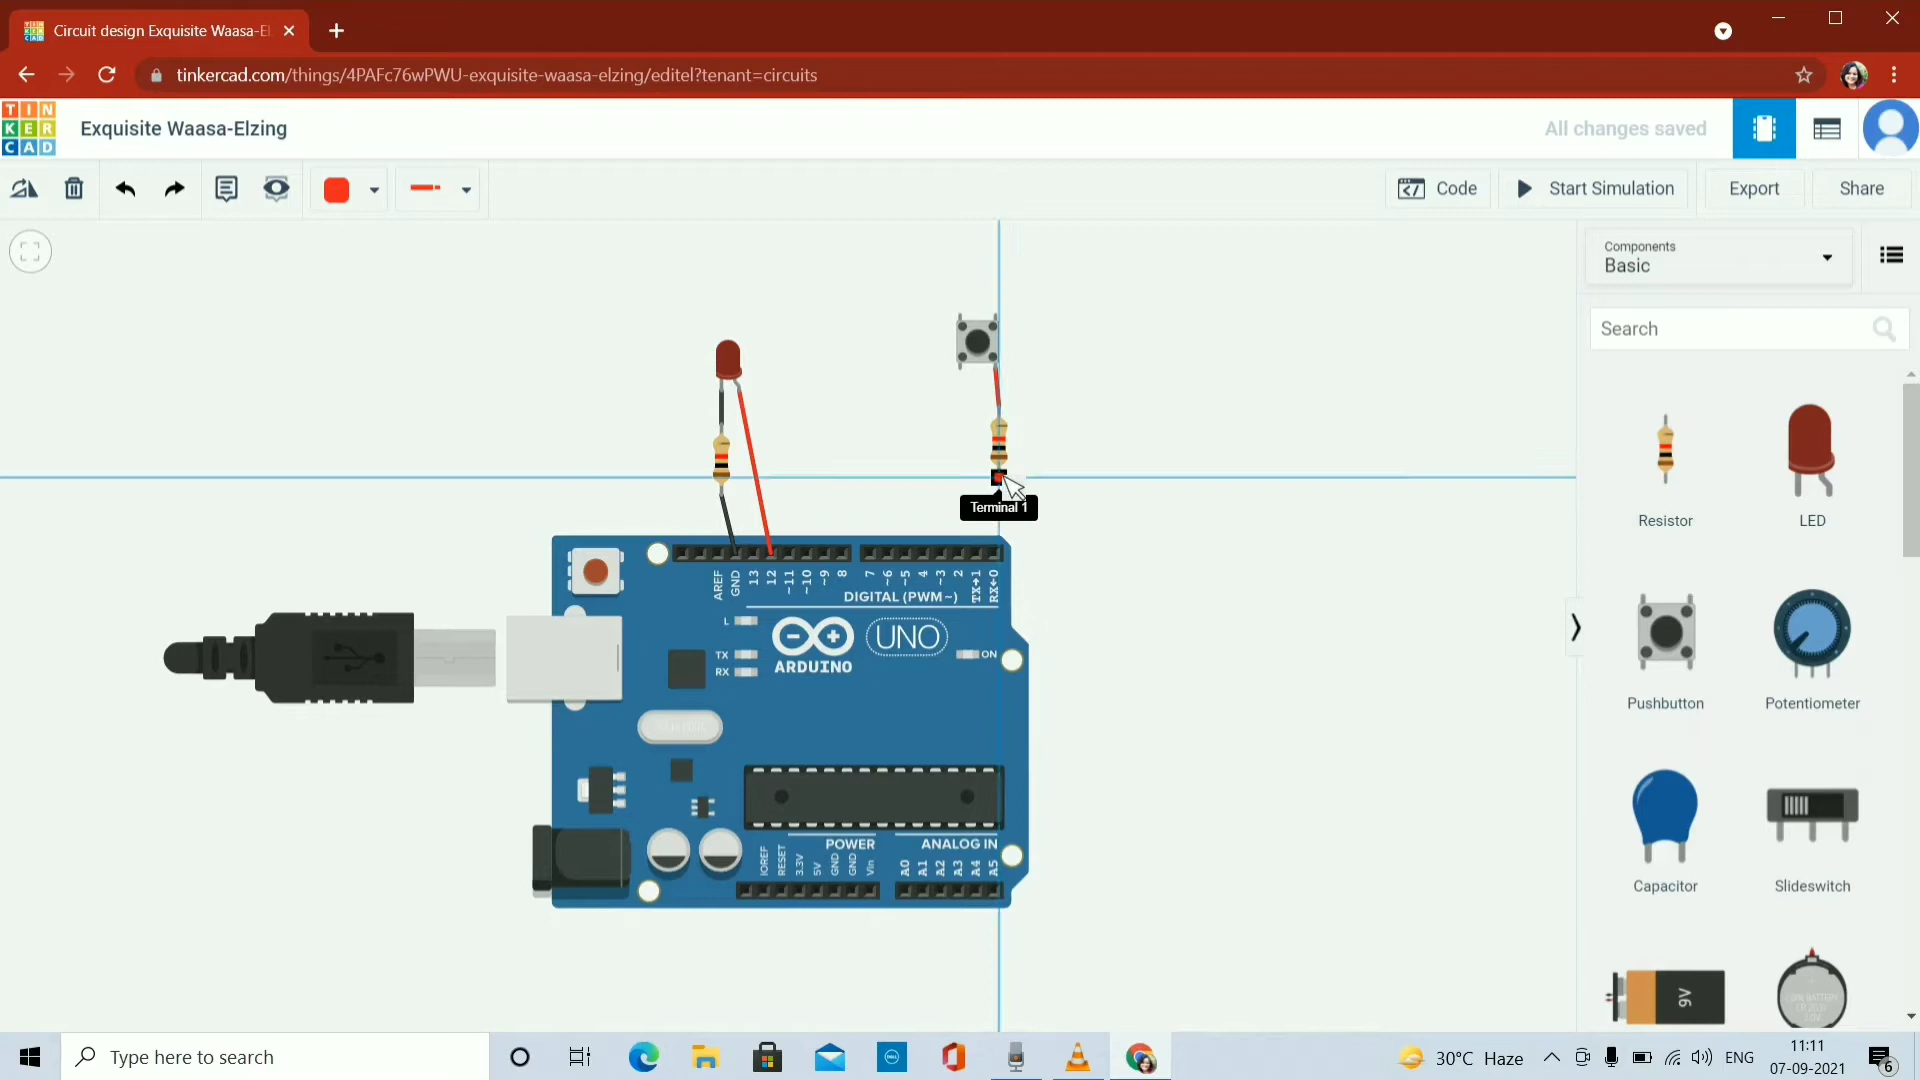 Circuit design Exquisite Waasa-El
tinkercad.com/things/4PAFc76wPWU-exquisite-waasa-elzing/editel?tenant=circuits
TIN
KER
CAD
Exquisite Waasa-Elzing
All changes saved
Code
Start Simulation
Export
Share
Components
Basic
Search
Resistor
LED
Pushbutton
Potentiometer
Capacitor
Slideswitch
9V
Terminal 1
AREF
GND
13
12
~11
~10
~9
8
7
~6
~5
4
~3
2
TX→1
RX←0
DIGITAL (PWM~)
L
TX
RX
ARDUINO
UNO
ON
POWER
ANALOG IN
IOREF
RESET
3.3V
5V
GND
GND
Vin
A0
A1
A2
A3
A4
A5
Type here to search
DELL
30°C Haze
ENG
11:11
07-09-2021
6